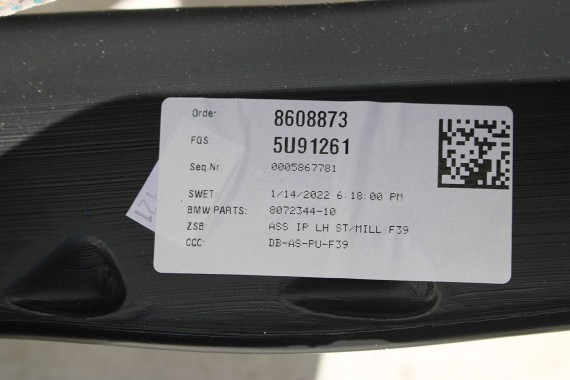 Order: 8608873
FGS: 5U91261
Seq.Nr. 0005867781
SWET: 1/14/2022 6:18:00 PM
BMW PARTS: 8072344-10
ZSB ASS IP LH ST/MILL F39
CCC: DB-AS-PU-F39